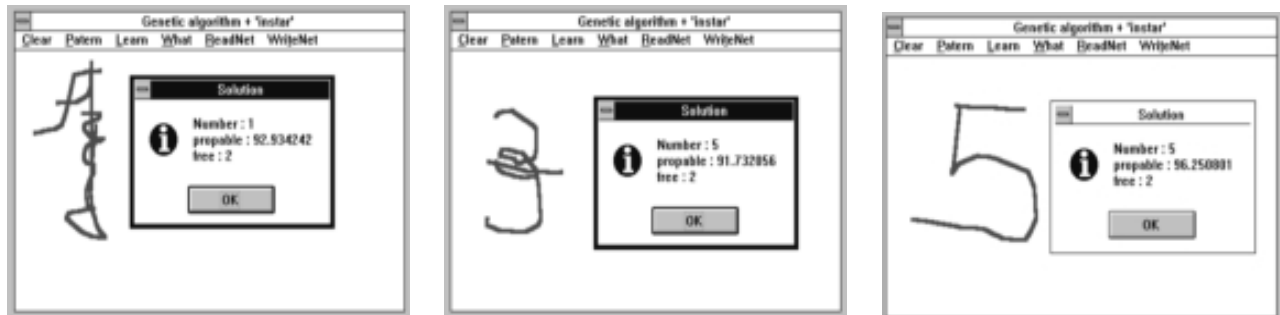 Genetic algorithm + 'instar'
Clear Patern Learn What ReadNet WriteNet
Solution
Number : 1
propable : 92.934242
free : 2
OK
Genetic algorithm + 'instar'
Clear Patern Learn What ReadNet WriteNet
Solution
Number : 5
propable : 91.732056
free : 2
OK
Genetic algorithm + 'instar'
Clear Patern Learn What ReadNet WriteNet
Solution
Number : 5
propable : 96.250801
free : 2
OK
5